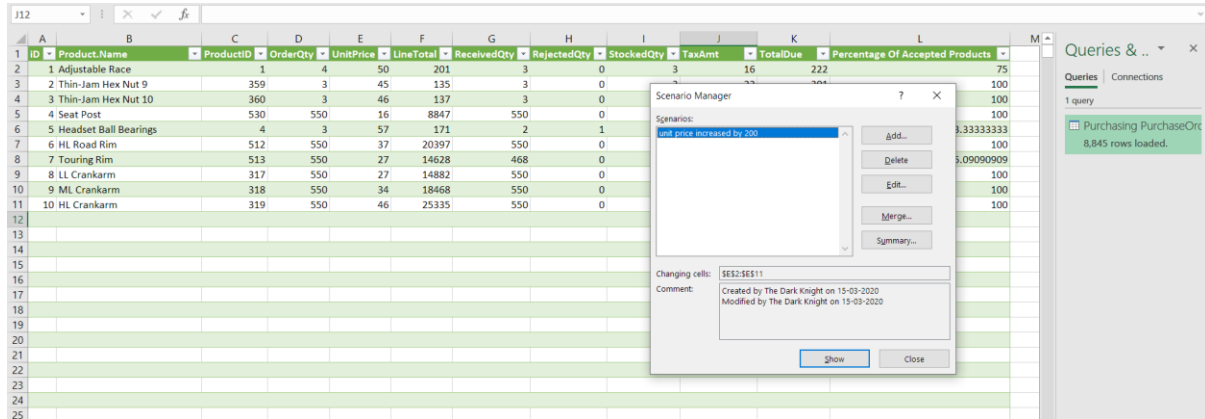 J12 fx
A B C D E F G H I J K L M
1 iD Product.Name ProductID OrderQty UnitPrice LineTotal ReceivedQty RejectedQty StockedQty TaxAmt TotalDue Percentage Of Accepted Products
2 1 Adjustable Race 1 4 50 201 3 0 3 16 222 75
3 2 Thin-Jam Hex Nut 9 359 3 45 135 3 0 100
4 3 Thin-Jam Hex Nut 10 360 3 46 137 3 0 100
5 4 Seat Post 530 550 16 8847 550 0 100
6 5 Headset Ball Bearings 4 3 57 171 2 1 3.33333333
7 6 HL Road Rim 512 550 37 20397 550 0 100
8 7 Touring Rim 513 550 27 14628 468 0 5.09090909
9 8 LL Crankarm 317 550 27 14882 550 0 100
10 9 ML Crankarm 318 550 34 18468 550 0 100
11 10 HL Crankarm 319 550 46 25335 550 0 100
12
13
14
15
16
17
18
19
20
21
22
23
24
25
Scenario Manager ? ×
Scenarios:
unit price increased by 200
Add...
Delete
Edit...
Merge...
Summary...
Changing cells: $E$2:$E$11
Comment: Created by The Dark Knight on 15-03-2020
Modified by The Dark Knight on 15-03-2020
Show Close
Queries & .. ×
Queries | Connections
1 query
Purchasing PurchaseOrc
8,845 rows loaded.